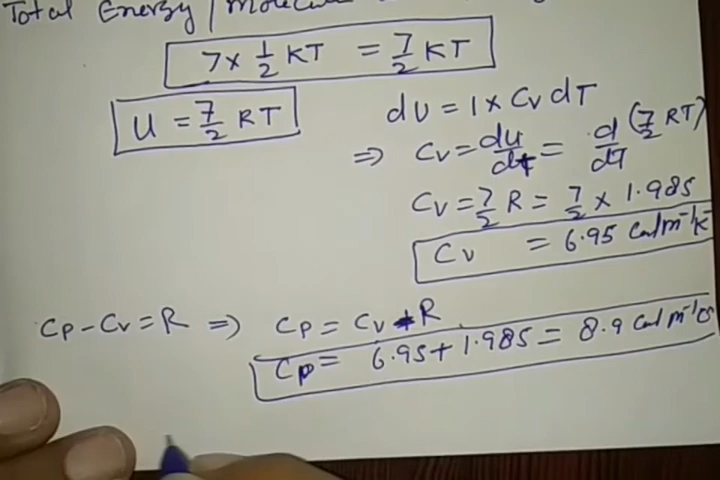 Total Energy / Molecule
7 × 1/2 KT = 7/2 KT
U = 7/2 RT
dU = 1 × Cv dT
⇒ Cv = du/dt = d/dT (7/2 RT)
Cv = 7/2 R = 7/2 × 1.985
Cv = 6.95 Cal m⁻¹ K⁻
Cp - Cv = R ⇒ Cp = Cv + R
Cp = 6.95 + 1.985 = 8.9 Cal m⁻¹